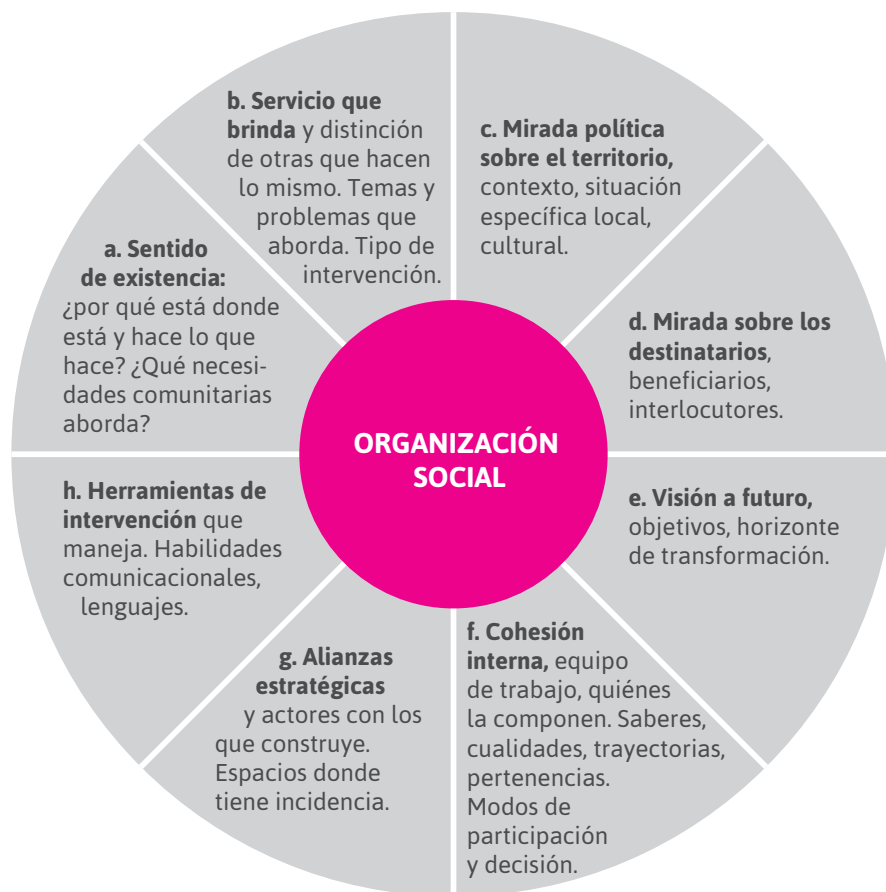 a. Sentido
de existencia:
¿por qué está donde
está y hace lo que
hace? ¿Qué necesi-
dades comunitarias
aborda?
b. Servicio que
brinda y distinción
de otras que hacen
lo mismo. Temas y
problemas que
aborda. Tipo de
intervención.
c. Mirada política
sobre el territorio,
contexto, situación
específica local,
cultural.
d. Mirada sobre los
destinatarios,
beneficiarios,
interlocutores.
e. Visión a futuro,
objetivos, horizonte
de transformación.
f. Cohesión
interna, equipo
de trabajo, quiénes
la componen. Saberes,
cualidades, trayectorias,
pertenencias.
Modos de
participación
y decisión.
g. Alianzas
estratégicas
y actores con los
que construye.
Espacios donde
tiene incidencia.
h. Herramientas de
intervención que
maneja. Habilidades
comunicacionales,
lenguajes.
ORGANIZACIÓN
SOCIAL